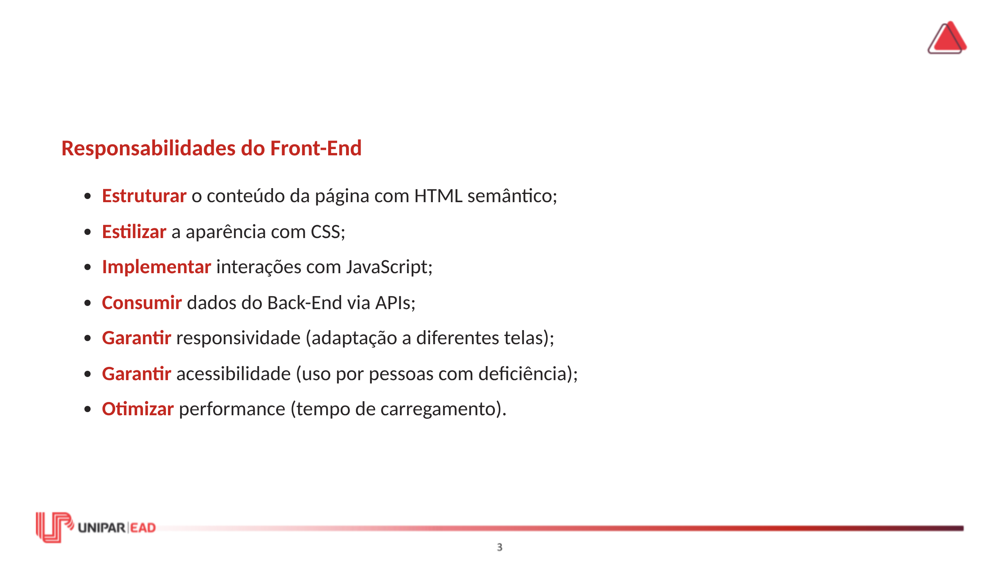 Responsabilidades do Front-End
• Estruturar o conteúdo da página com HTML semântico;
• Estilizar a aparência com CSS;
• Implementar interações com JavaScript;
• Consumir dados do Back-End via APIs;
• Garantir responsividade (adaptação a diferentes telas);
• Garantir acessibilidade (uso por pessoas com deficiência);
• Otimizar performance (tempo de carregamento).
UNIPAR|EAD
3